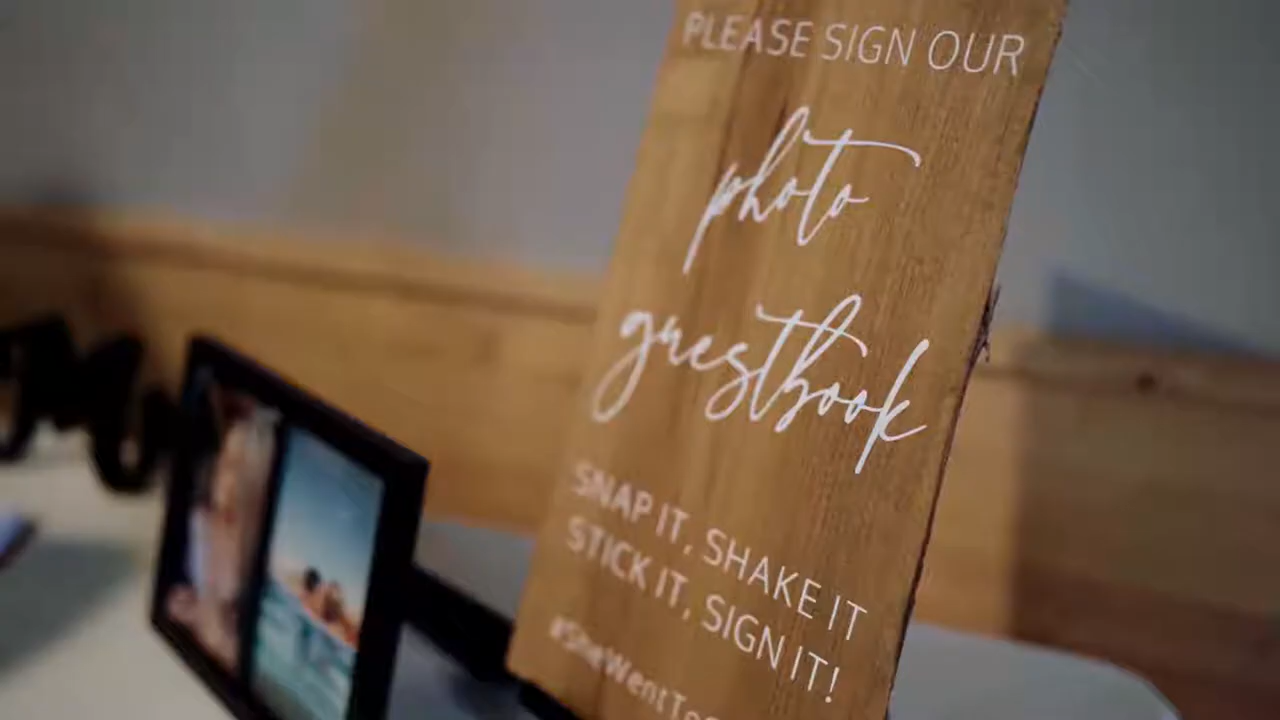 PLEASE SIGN OUR
photo
guestbook
SNAP IT, SHAKE IT
STICK IT, SIGN IT!